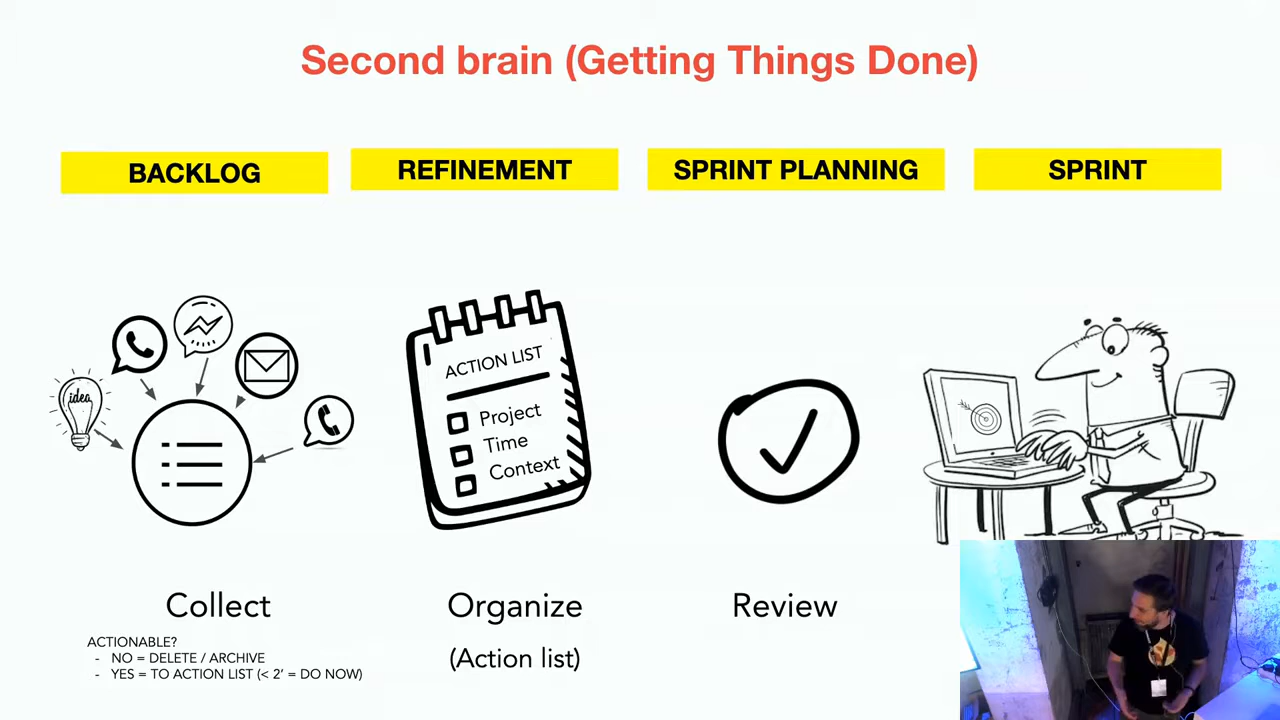 Second brain (Getting Things Done)
BACKLOG
REFINEMENT
SPRINT PLANNING
SPRINT
idea
ACTION LIST
Project
Time
Context
Collect
Organize
Review
ACTIONABLE?
- NO = DELETE / ARCHIVE
- YES = TO ACTION LIST (< 2' = DO NOW)
(Action list)